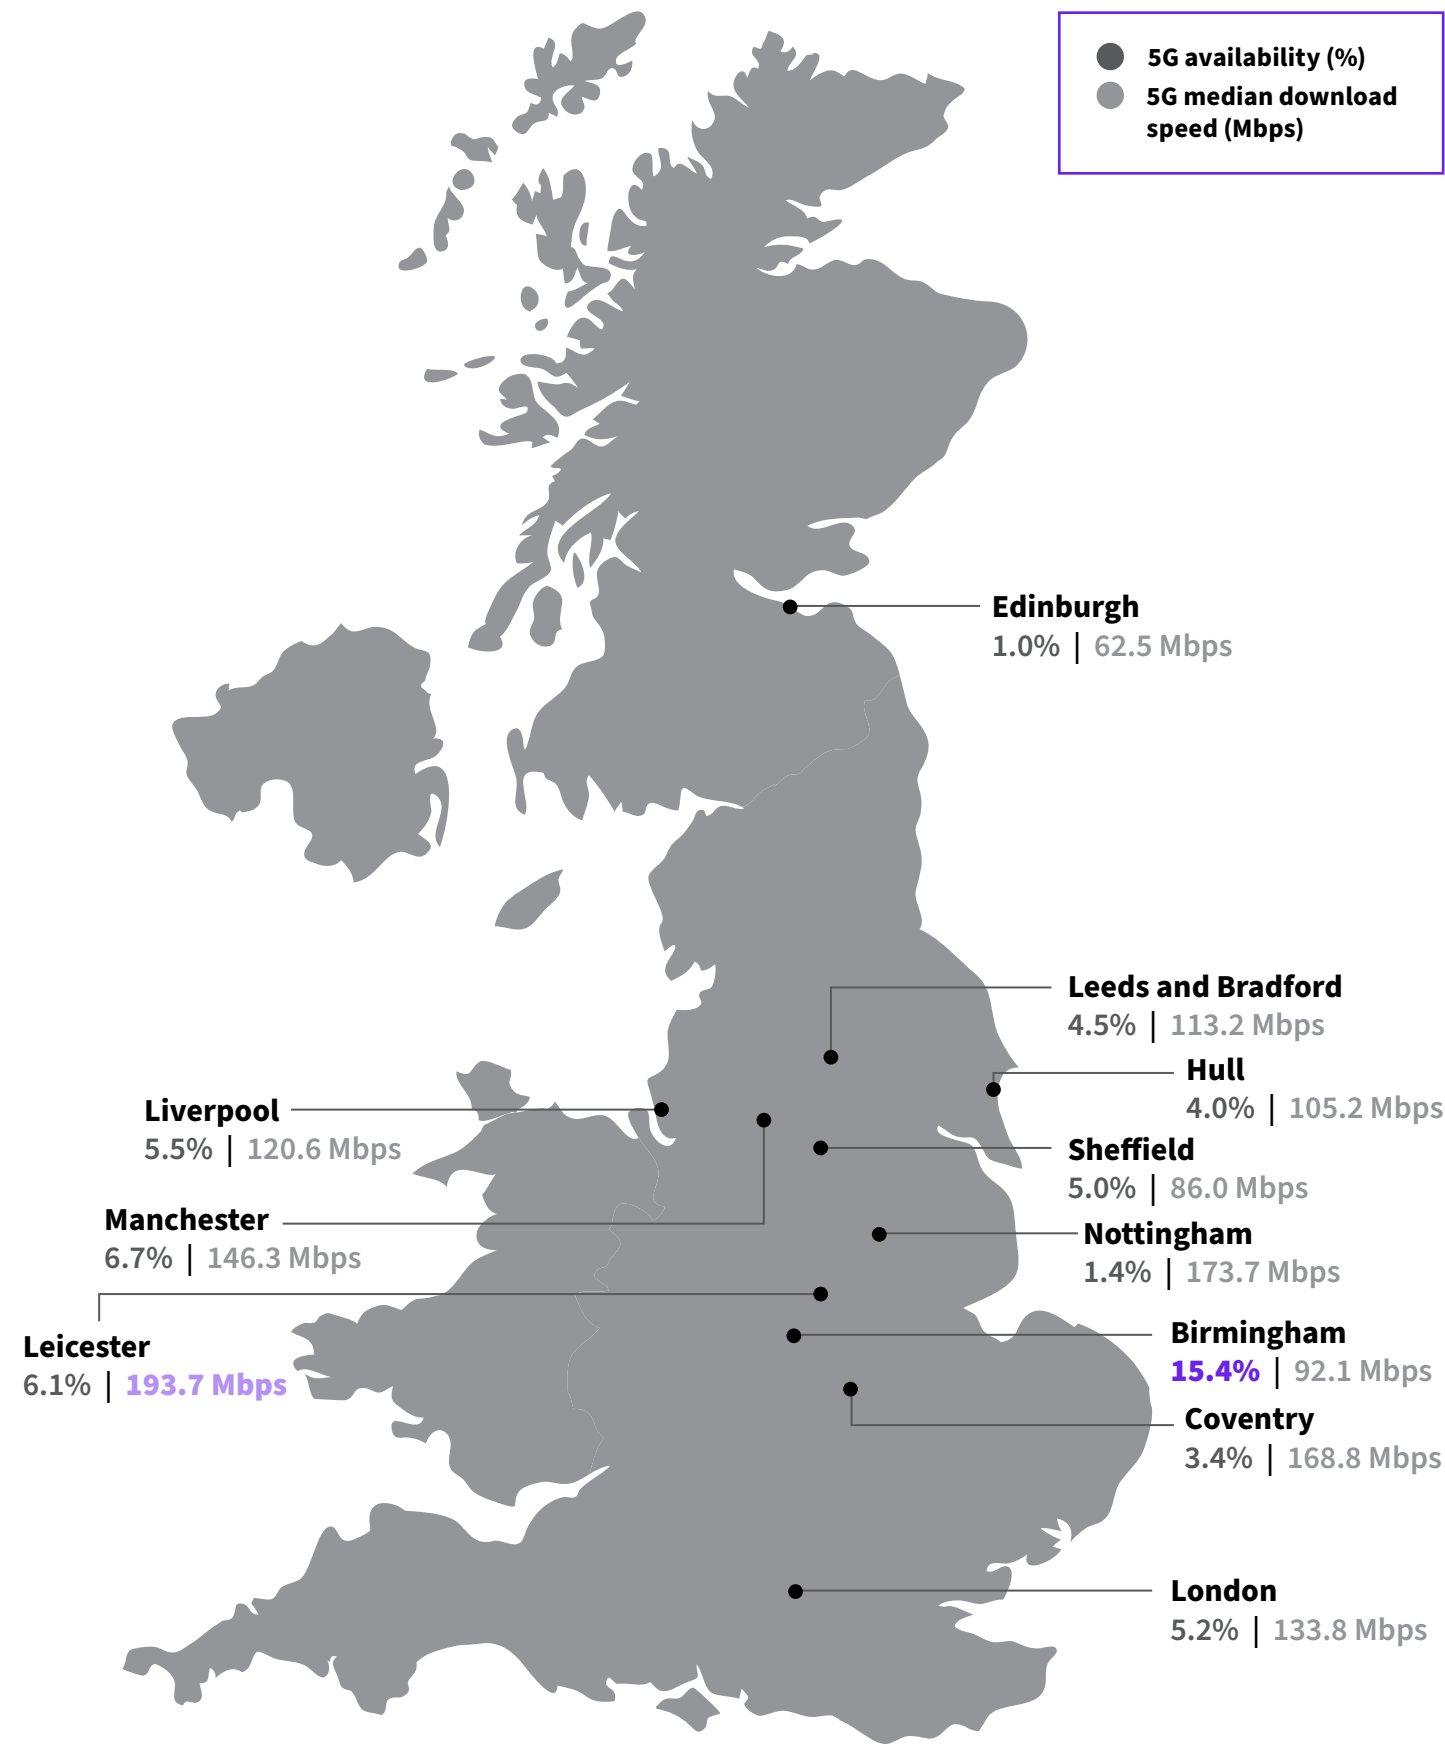 5G availability (%)
5G median download
speed (Mbps)
Edinburgh
1.0% | 62.5 Mbps
Leeds and Bradford
4.5% | 113.2 Mbps
Hull
4.0% | 105.2 Mbps
Liverpool
5.5% | 120.6 Mbps
Sheffield
5.0% | 86.0 Mbps
Manchester
6.7% | 146.3 Mbps
Nottingham
1.4% | 173.7 Mbps
Leicester
6.1% | 193.7 Mbps
Birmingham
15.4% | 92.1 Mbps
Coventry
3.4% | 168.8 Mbps
London
5.2% | 133.8 Mbps